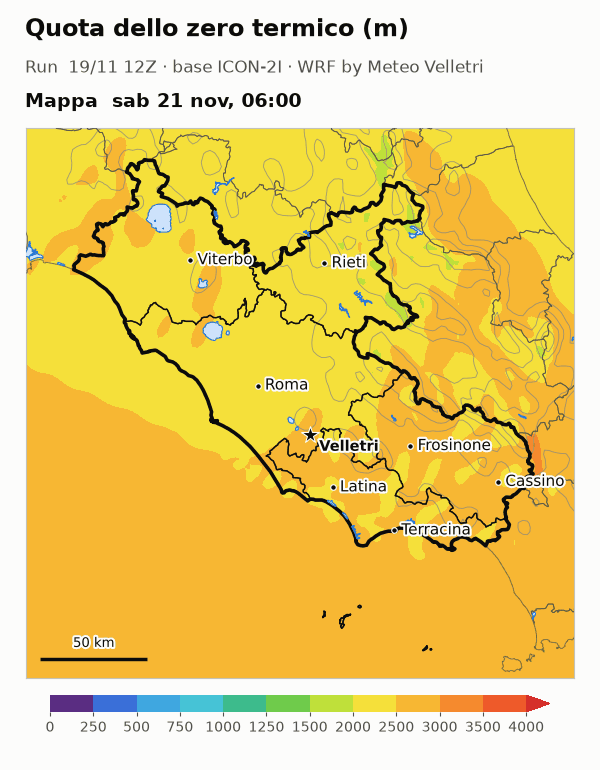 Quota dello zero termico (m)
Run 19/11 12Z · base ICON-2I · WRF by Meteo Velletri
Mappa sab 21 nov, 06:00
Viterbo
Rieti
Roma
Velletri
Frosinone
Cassino
Latina
Terracina
50 km
0 250 500 750 1000 1250 1500 2000 2500 3000 3500 4000